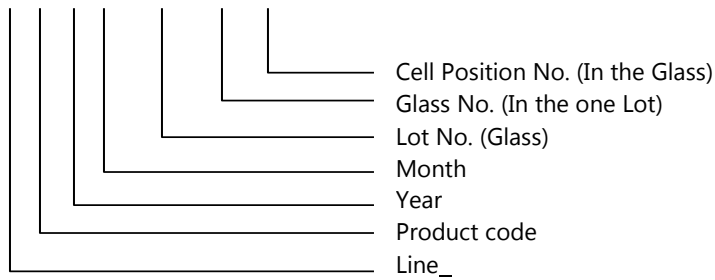 Cell Position No. (In the Glass)
Glass No. (In the one Lot)
Lot No. (Glass)
Month
Year
Product code
Line_